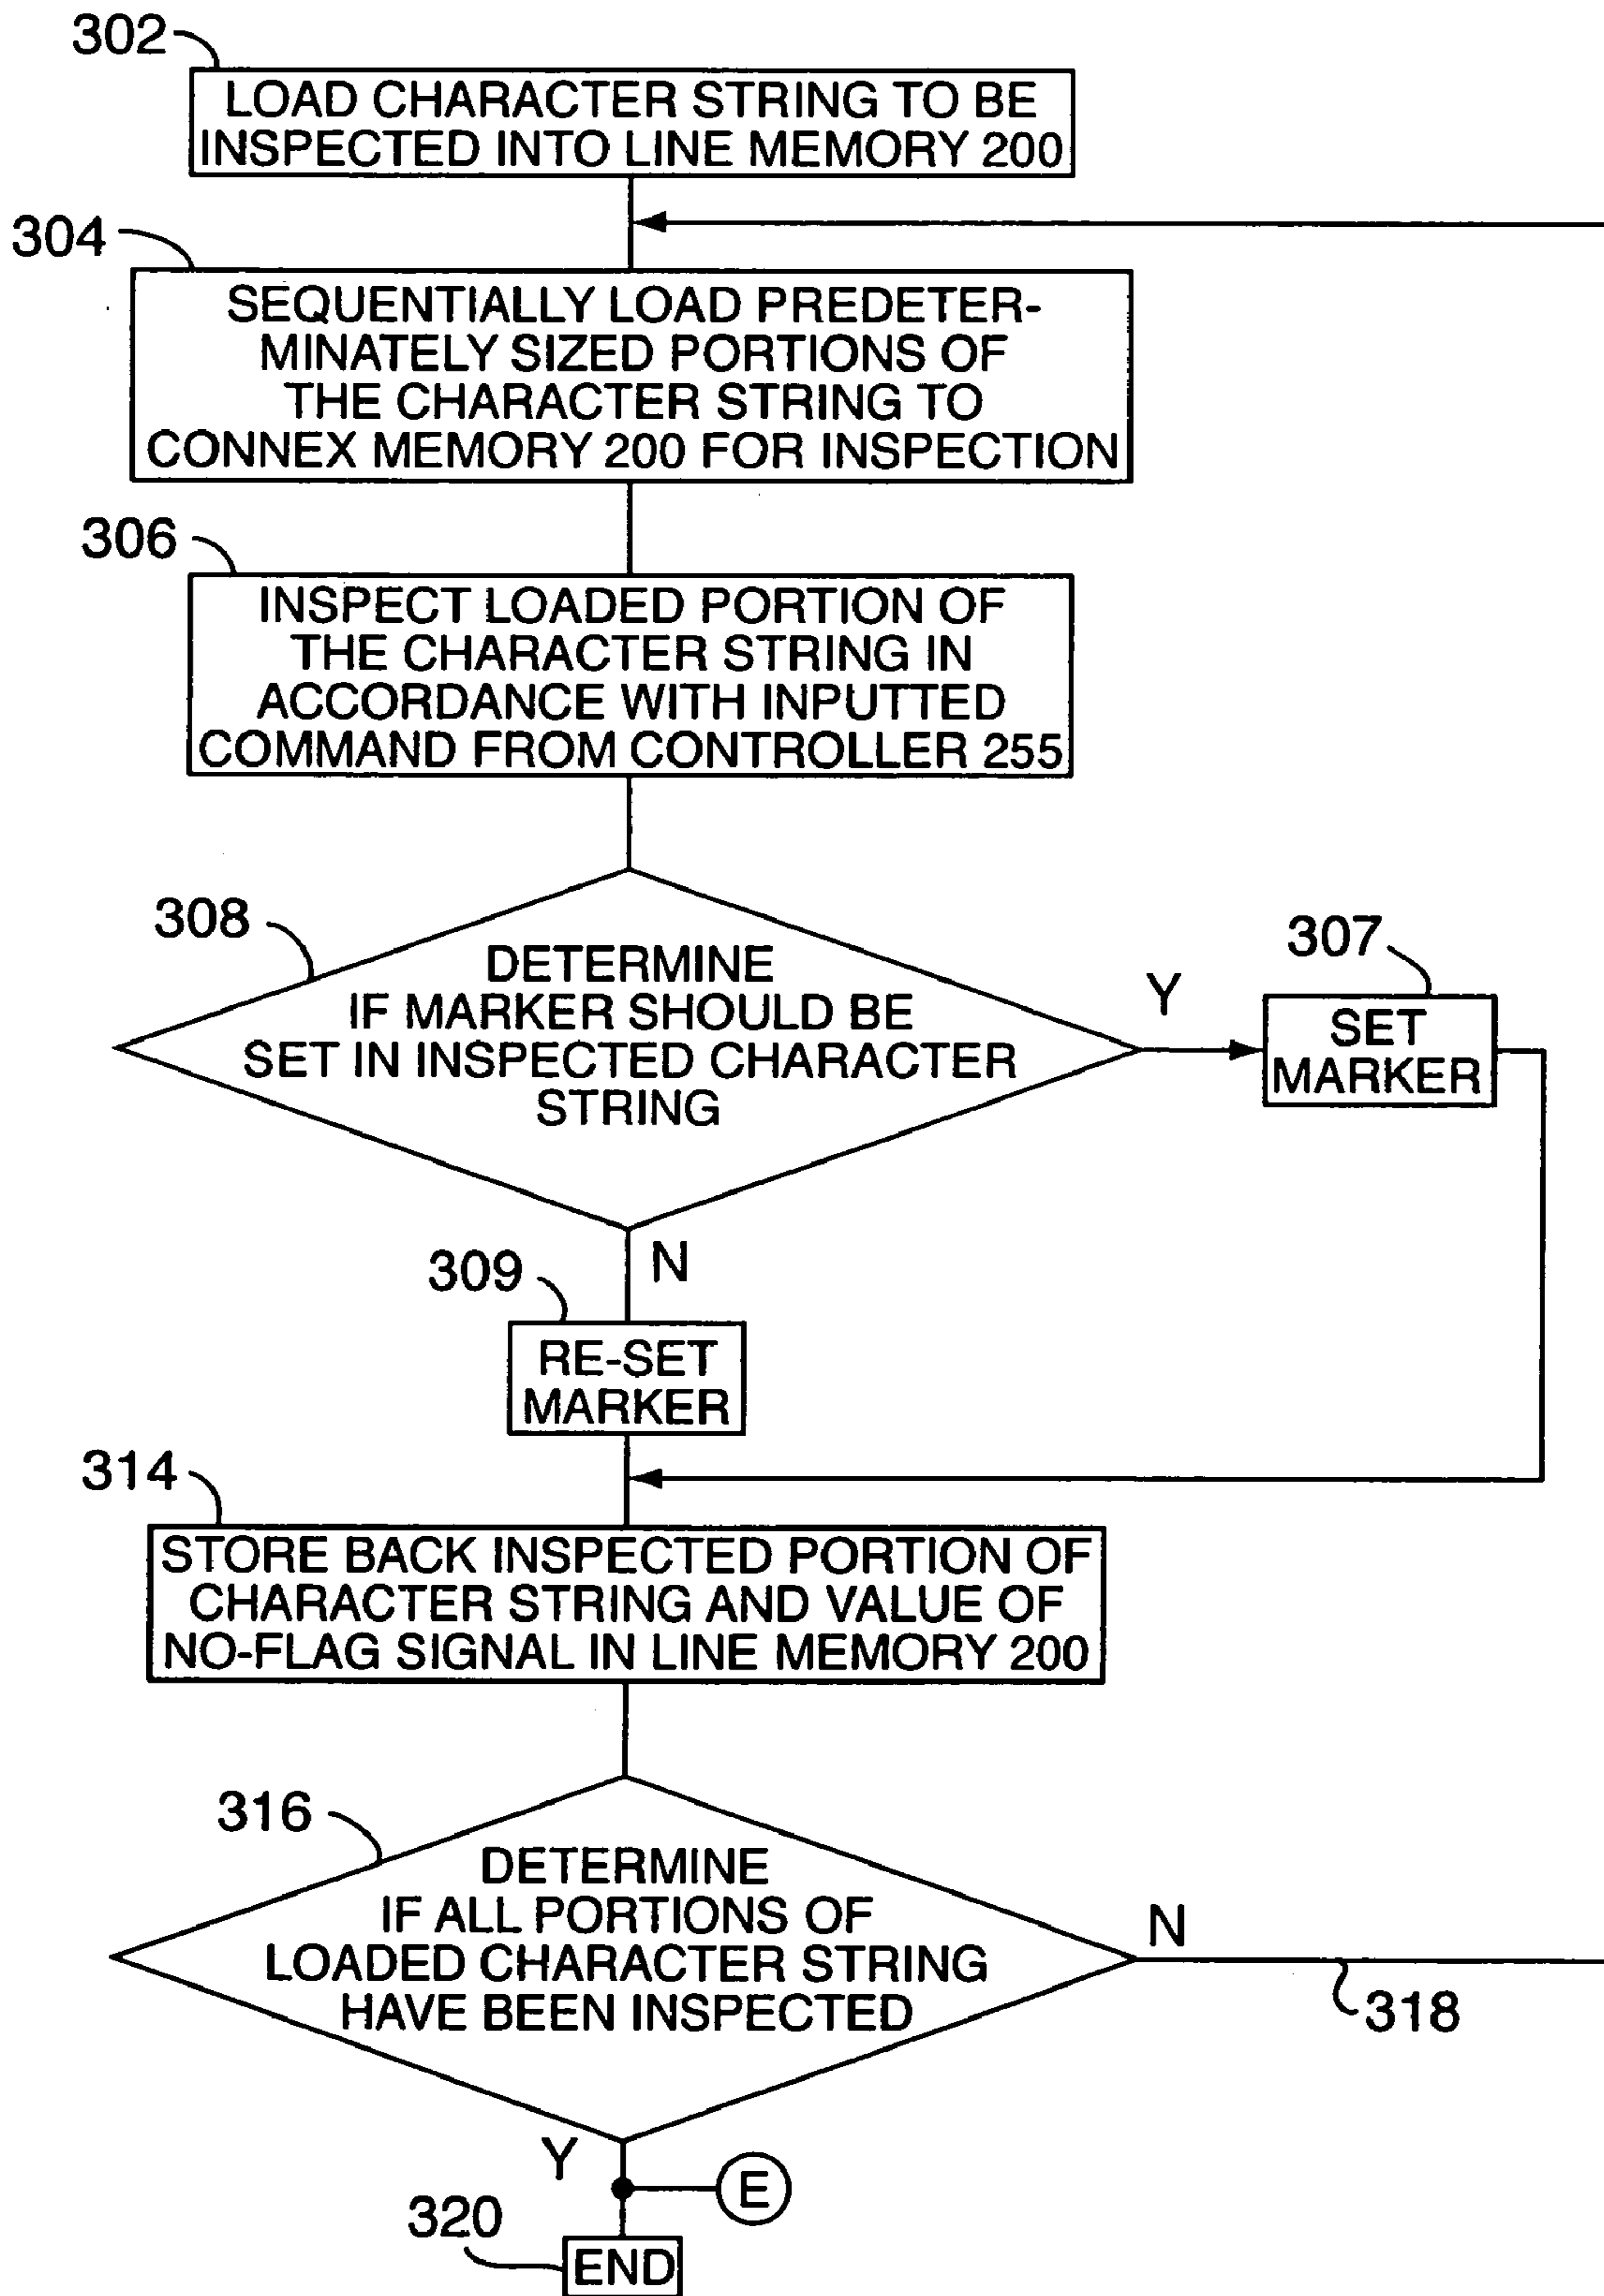 302
LOAD CHARACTER STRING TO BE
INSPECTED INTO LINE MEMORY 200
304
SEQUENTIALLY LOAD PREDETER-
MINATELY SIZED PORTIONS OF
THE CHARACTER STRING TO
CONNEX MEMORY 200 FOR INSPECTION
306
INSPECT LOADED PORTION OF
THE CHARACTER STRING IN
ACCORDANCE WITH INPUTTED
COMMAND FROM CONTROLLER 255
308
DETERMINE
IF MARKER SHOULD BE
SET IN INSPECTED CHARACTER
STRING
Y
307
SET
MARKER
N
309
RE-SET
MARKER
314
STORE BACK INSPECTED PORTION OF
CHARACTER STRING AND VALUE OF
NO-FLAG SIGNAL IN LINE MEMORY 200
316
DETERMINE
IF ALL PORTIONS OF
LOADED CHARACTER STRING
HAVE BEEN INSPECTED
N
318
Y
E
320
END